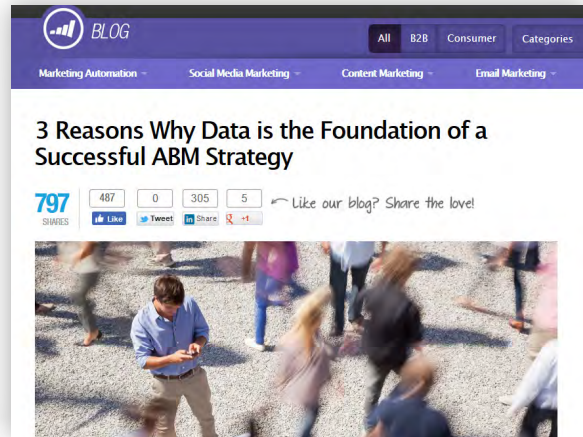 BLOG
All B2B Consumer Categories
Marketing Automation Social Media Marketing Content Marketing Email Marketing
3 Reasons Why Data is the Foundation of a
Successful ABM Strategy
797 487 0 305 5 Like our blog? Share the love!
SHARES Like Tweet in Share g +1